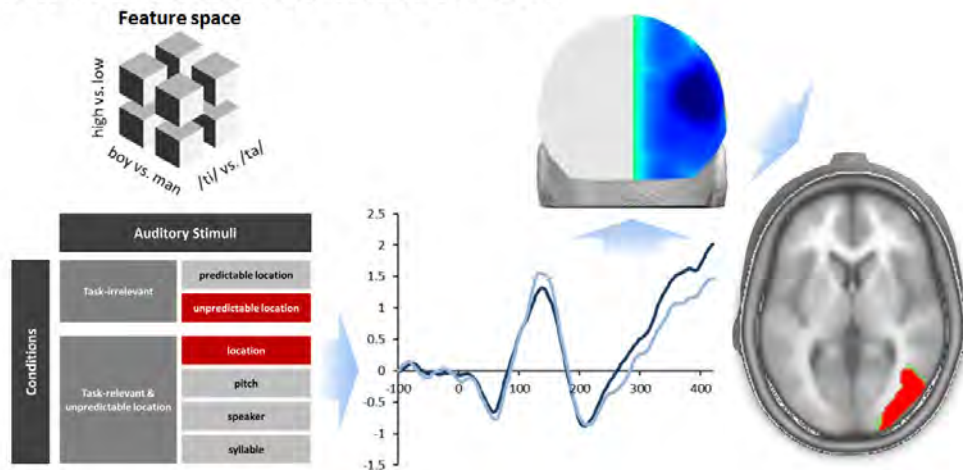 Feature space
high vs. low
boy vs. man
/ti/ vs. /ta/
Auditory Stimuli
Conditions
Task-irrelevant
predictable location
unpredictable location
Task-relevant &
unpredictable location
location
pitch
speaker
syllable
2.5
2
1.5
1
0.5
0
-0.5
-1
-1.5
-100
0
100
200
300
400